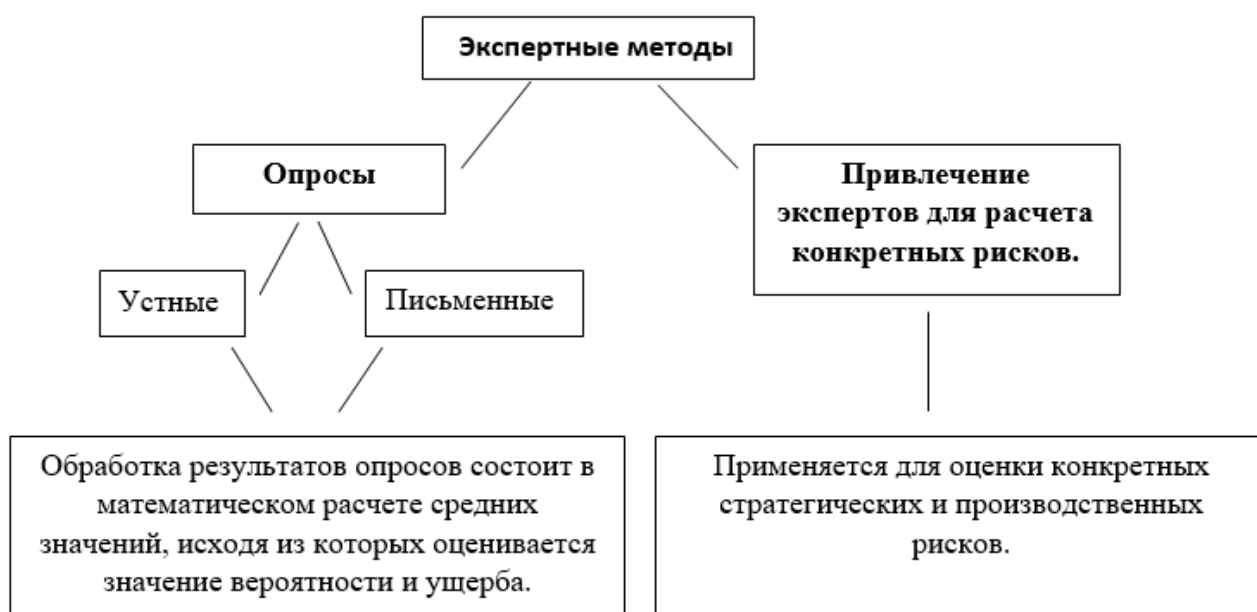 Экспертные методы
Опросы
Привлечение
экспертов для расчета
конкретных рисков.
Устные
Письменные
Обработка результатов опросов состоит в
математическом расчете средних
значений, исходя из которых оценивается
значение вероятности и ущерба.
Применяется для оценки конкретных
стратегических и производственных
рисков.